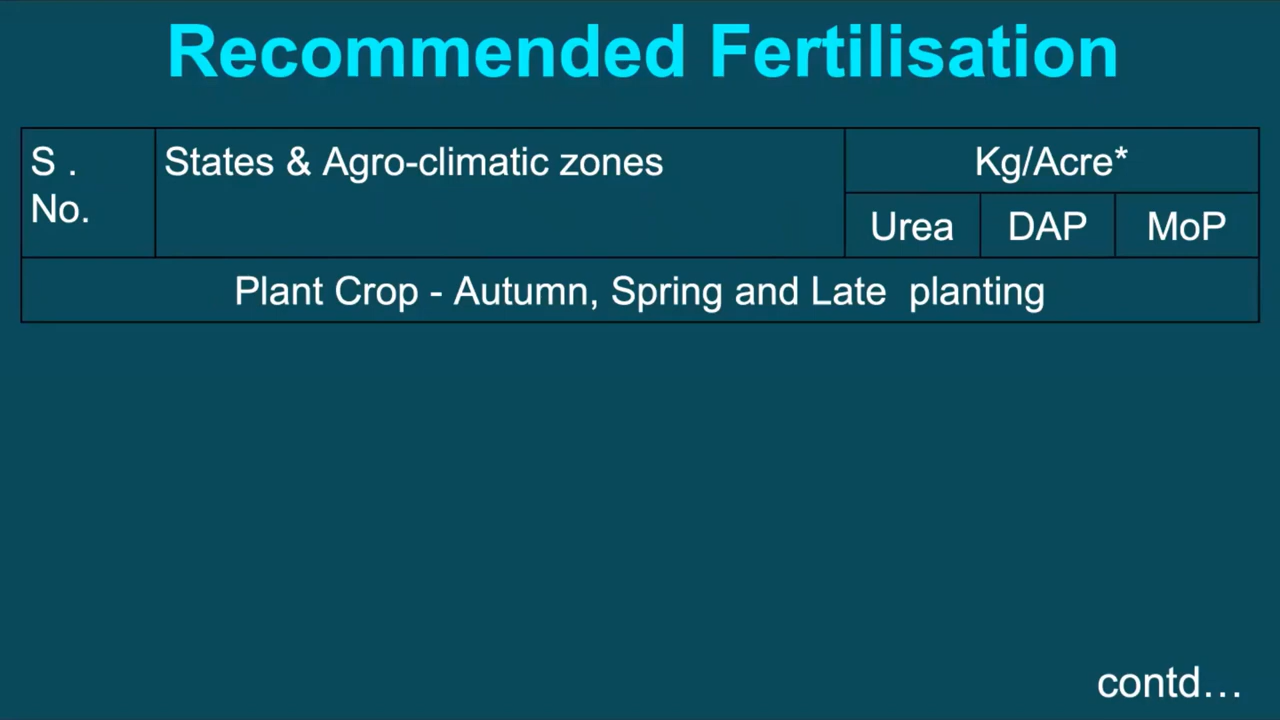 Recommended Fertilisation
S .
No.
States & Agro-climatic zones
Kg/Acre*
Urea
DAP
MoP
Plant Crop - Autumn, Spring and Late planting
contd…